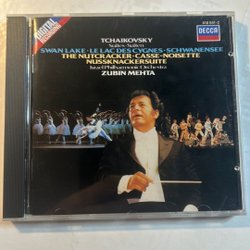 DIGITAL
RECORDING
DECCA
TCHAIKOVSKY
Suites · Suiten
SWAN LAKE · LE LAC DES CYGNES · SCHWANENSEE
THE NUTCRACKER · CASSE-NOISETTE
NUSSKNACKERSUITE
Israel Philharmonic Orchestra
ZUBIN MEHTA